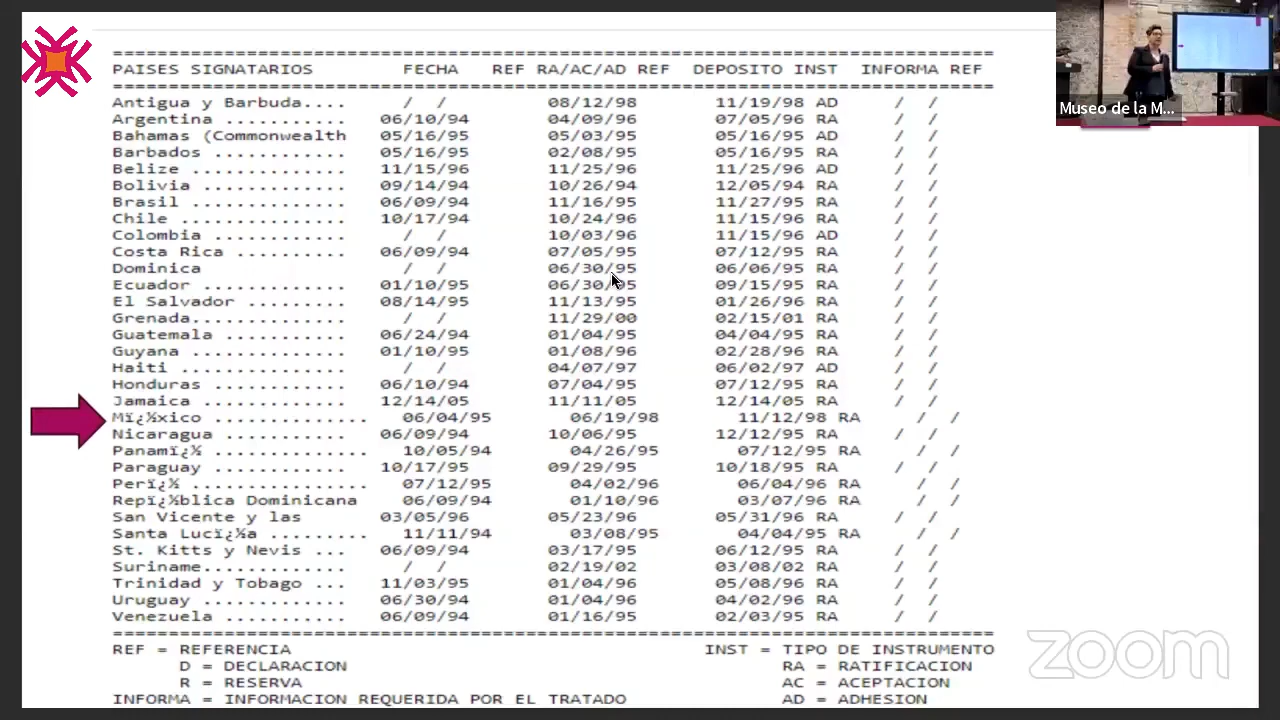 ================================================================================
PAISES SIGNATARIOS FECHA REF RA/AC/AD REF DEPOSITO INST INFORMA REF
================================================================================
Antigua y Barbuda.... / / 08/12/98 11/19/98 AD / /
Argentina ........... 06/10/94 04/09/96 07/05/96 RA / /
Bahamas (Commonwealth 05/16/95 05/03/95 05/16/95 AD / /
Barbados ............ 05/16/95 02/08/95 05/16/95 RA / /
Belize .............. 11/15/96 11/25/96 11/25/96 AD / /
Bolivia ............. 09/14/94 10/26/94 12/05/94 RA / /
Brasil .............. 06/09/94 11/16/95 11/27/95 RA / /
Chile ............... 10/17/94 10/24/96 11/15/96 RA / /
Colombia ............ / / 10/03/96 11/15/96 AD / /
Costa Rica .......... 06/09/94 07/05/95 07/12/95 RA / /
Dominica / / 06/30/95 06/06/95 RA / /
Ecuador ............. 01/10/95 06/30/95 09/15/95 RA / /
El Salvador ......... 08/14/95 11/13/95 01/26/96 RA / /
Grenada.............. / / 11/29/00 02/15/01 RA / /
Guatemala ........... 06/24/94 01/04/95 04/04/95 RA / /
Guyana .............. 01/10/95 01/08/96 02/28/96 RA / /
Haiti ............... / / 04/07/97 06/02/97 AD / /
Honduras ............ 06/10/94 07/04/95 07/12/95 RA / /
Jamaica ............. 12/14/05 11/11/05 12/14/05 RA / /
Mï¿½xico .............. 06/04/95 06/19/98 11/12/98 RA / /
Nicaragua ........... 06/09/94 10/06/95 12/12/95 RA / /
Panamï¿½ .............. 10/05/94 04/26/95 07/12/95 RA / /
Paraguay ............ 10/17/95 09/29/95 10/18/95 RA / /
Perï¿½ ................ 07/12/95 04/02/96 06/04/96 RA / /
Repï¿½blica Dominicana 06/09/94 01/10/96 03/07/96 RA / /
San Vicente y las 03/05/96 05/23/96 05/31/96 RA / /
Santa Lucï¿½a ......... 11/11/94 03/08/95 04/04/95 RA / /
St. Kitts y Nevis ... 06/09/94 03/17/95 06/12/95 RA / /
Suriname............. / / 02/19/02 03/08/02 RA / /
Trinidad y Tobago ... 11/03/95 01/04/96 05/08/96 RA / /
Uruguay ............. 06/30/94 01/04/96 04/02/96 RA / /
Venezuela ........... 06/09/94 01/16/95 02/03/95 RA / /
================================================================================
REF = REFERENCIA INST = TIPO DE INSTRUMENTO
D = DECLARACION RA = RATIFICACION
R = RESERVA AC = ACEPTACION
INFORMA = INFORMACION REQUERIDA POR EL TRATADO AD = ADHESION
Museo de la M...
zoom